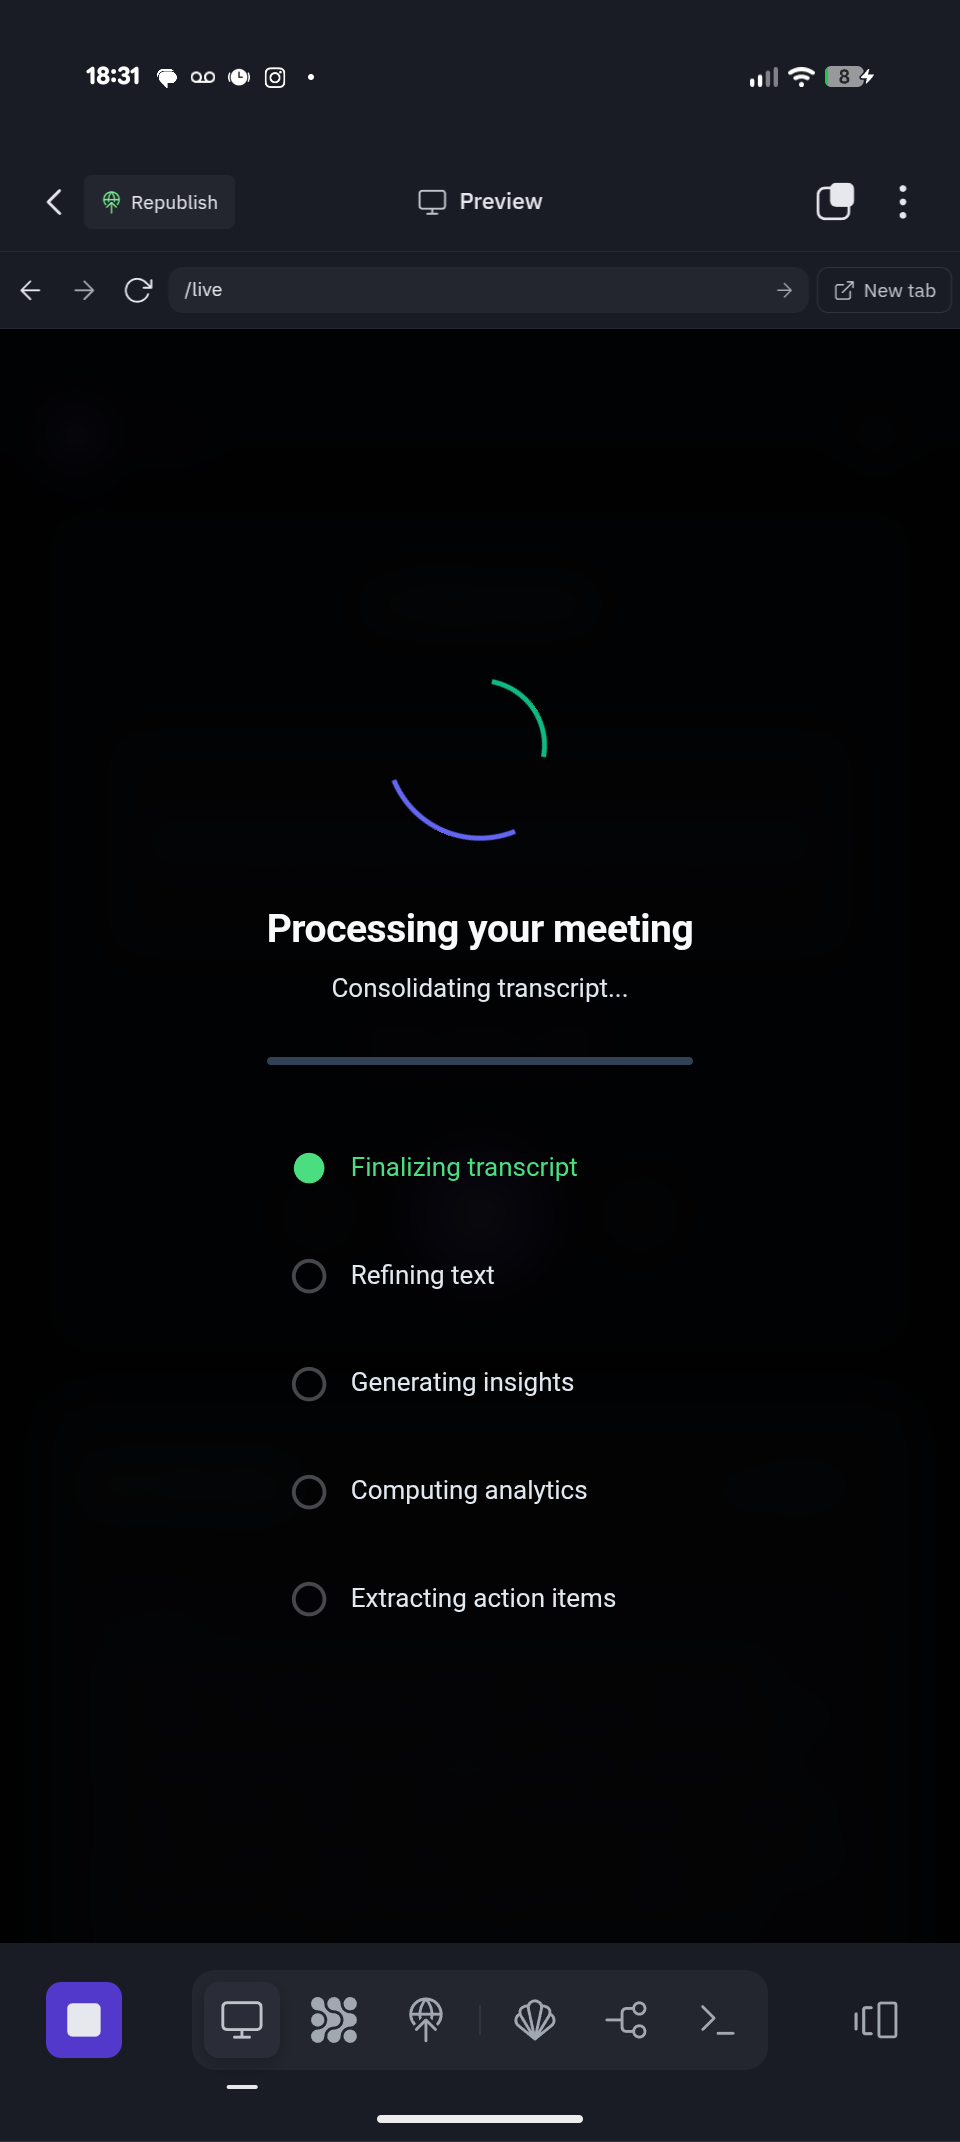 18:31
8
Republish
Preview
/live
New tab
Processing your meeting
Consolidating transcript...
Finalizing transcript
Refining text
Generating insights
Computing analytics
Extracting action items